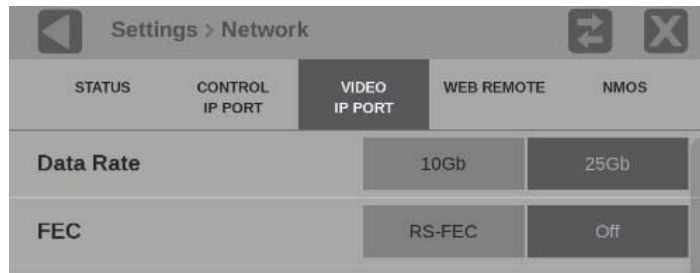 Settings > Network
STATUS CONTROL IP PORT VIDEO IP PORT WEB REMOTE NMOS
Data Rate 10Gb 25Gb
FEC RS-FEC Off